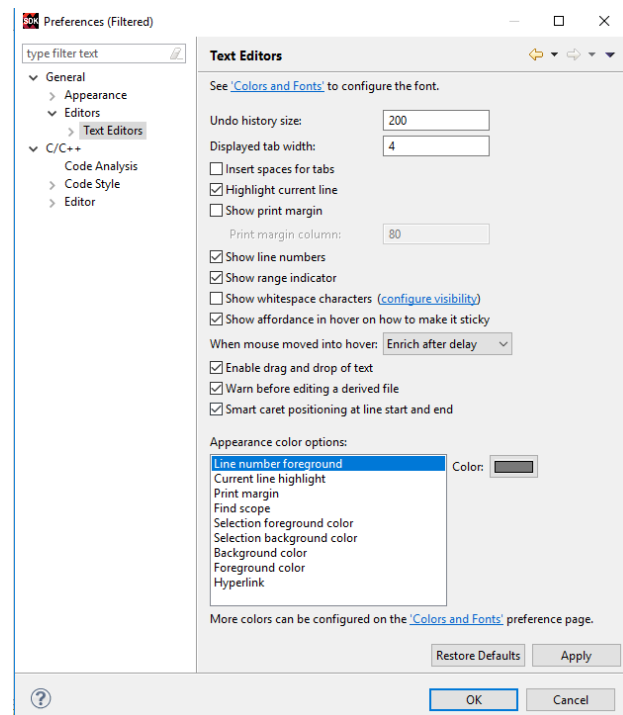 SDK Preferences (Filtered)
type filter text
General
Appearance
Editors
Text Editors
C/C++
Code Analysis
Code Style
Editor
Text Editors
See 'Colors and Fonts' to configure the font.
Undo history size: 200
Displayed tab width: 4
Insert spaces for tabs
Highlight current line
Show print margin
Print margin column: 80
Show line numbers
Show range indicator
Show whitespace characters (configure visibility)
Show affordance in hover on how to make it sticky
When mouse moved into hover: Enrich after delay
Enable drag and drop of text
Warn before editing a derived file
Smart caret positioning at line start and end
Appearance color options:
Line number foreground
Color:
Current line highlight
Print margin
Find scope
Selection foreground color
Selection background color
Background color
Foreground color
Hyperlink
More colors can be configured on the 'Colors and Fonts' preference page.
Restore Defaults Apply
? OK Cancel